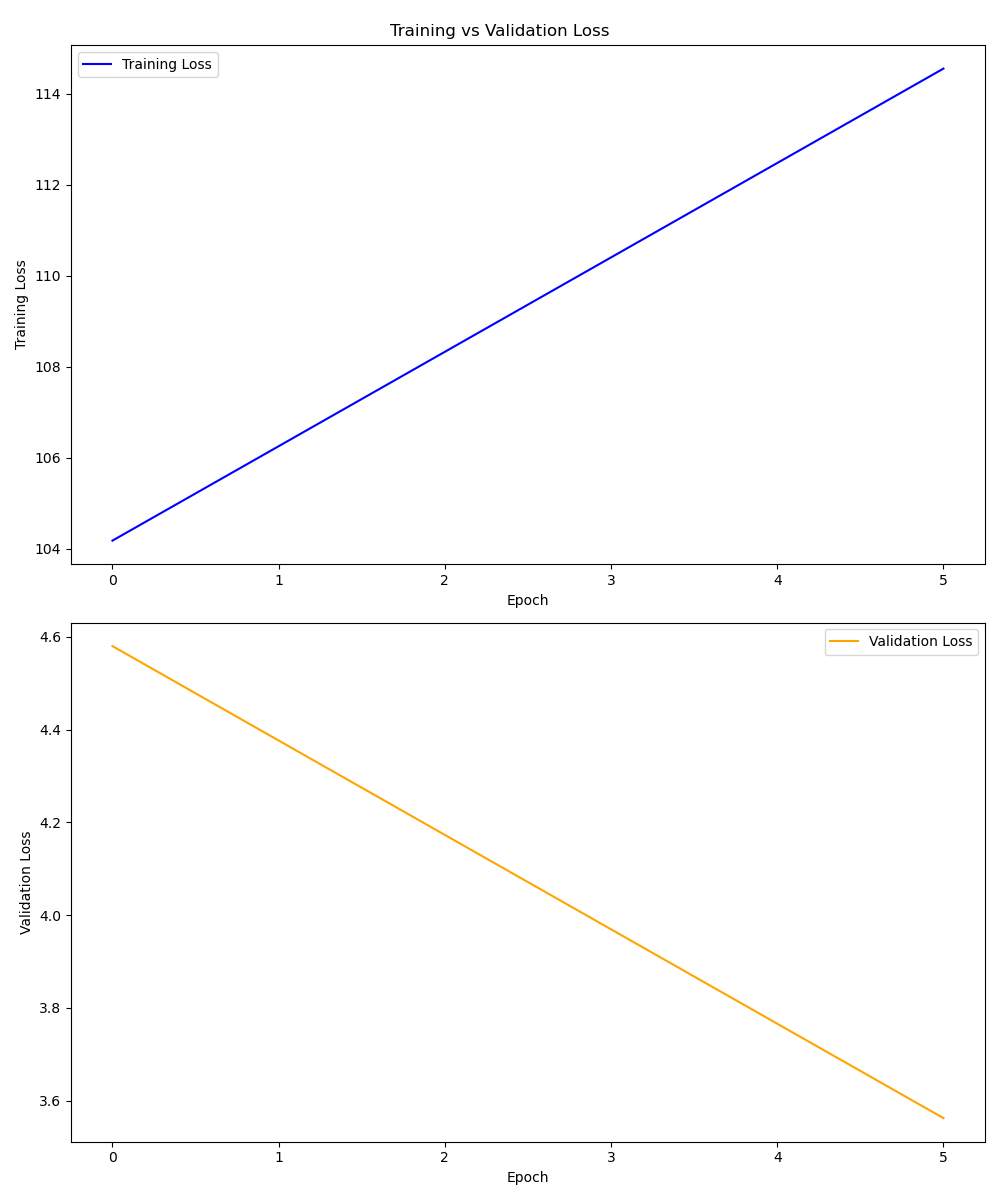 Training vs Validation Loss
Training Loss
114
112
110
108
106
104
Training Loss
0 1 2 3 4 5
Epoch
Validation Loss
4.6
4.4
4.2
4.0
3.8
3.6
Validation Loss
0 1 2 3 4 5
Epoch